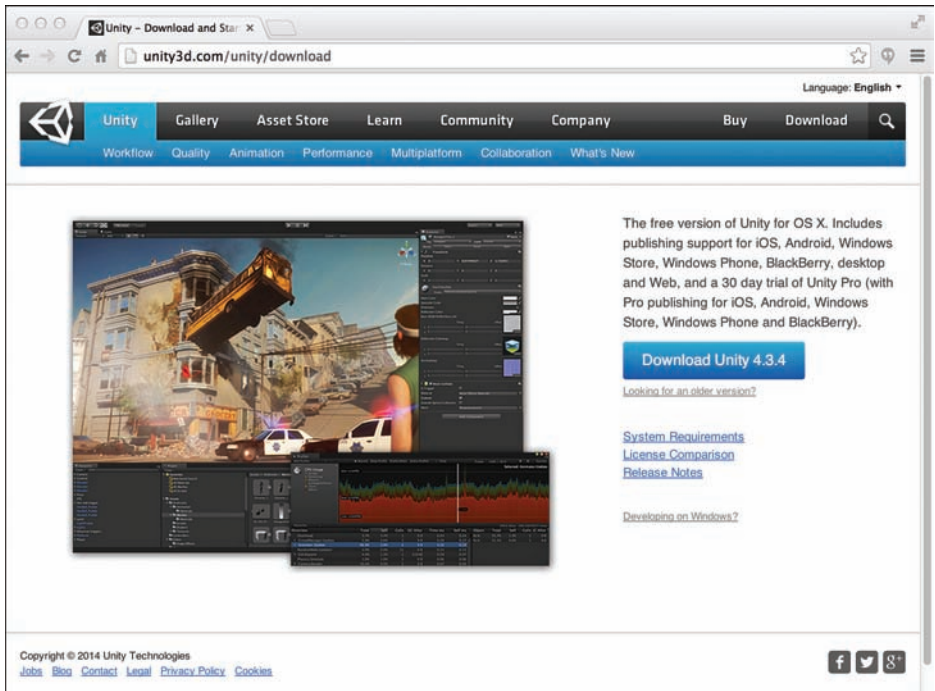 Unity – Download and Star
unity3d.com/unity/download
Language: English
Unity Gallery Asset Store Learn Community Company Buy Download
Workflow Quality Animation Performance Multiplatform Collaboration What's New
The free version of Unity for OS X. Includes
publishing support for iOS, Android, Windows
Store, Windows Phone, BlackBerry, desktop
and Web, and a 30 day trial of Unity Pro (with
Pro publishing for iOS, Android, Windows
Store, Windows Phone and BlackBerry).
Download Unity 4.3.4
Looking for an older version?
System Requirements
License Comparison
Release Notes
Developing on Windows?
Copyright © 2014 Unity Technologies
Jobs Blog Contact Legal Privacy Policy Cookies